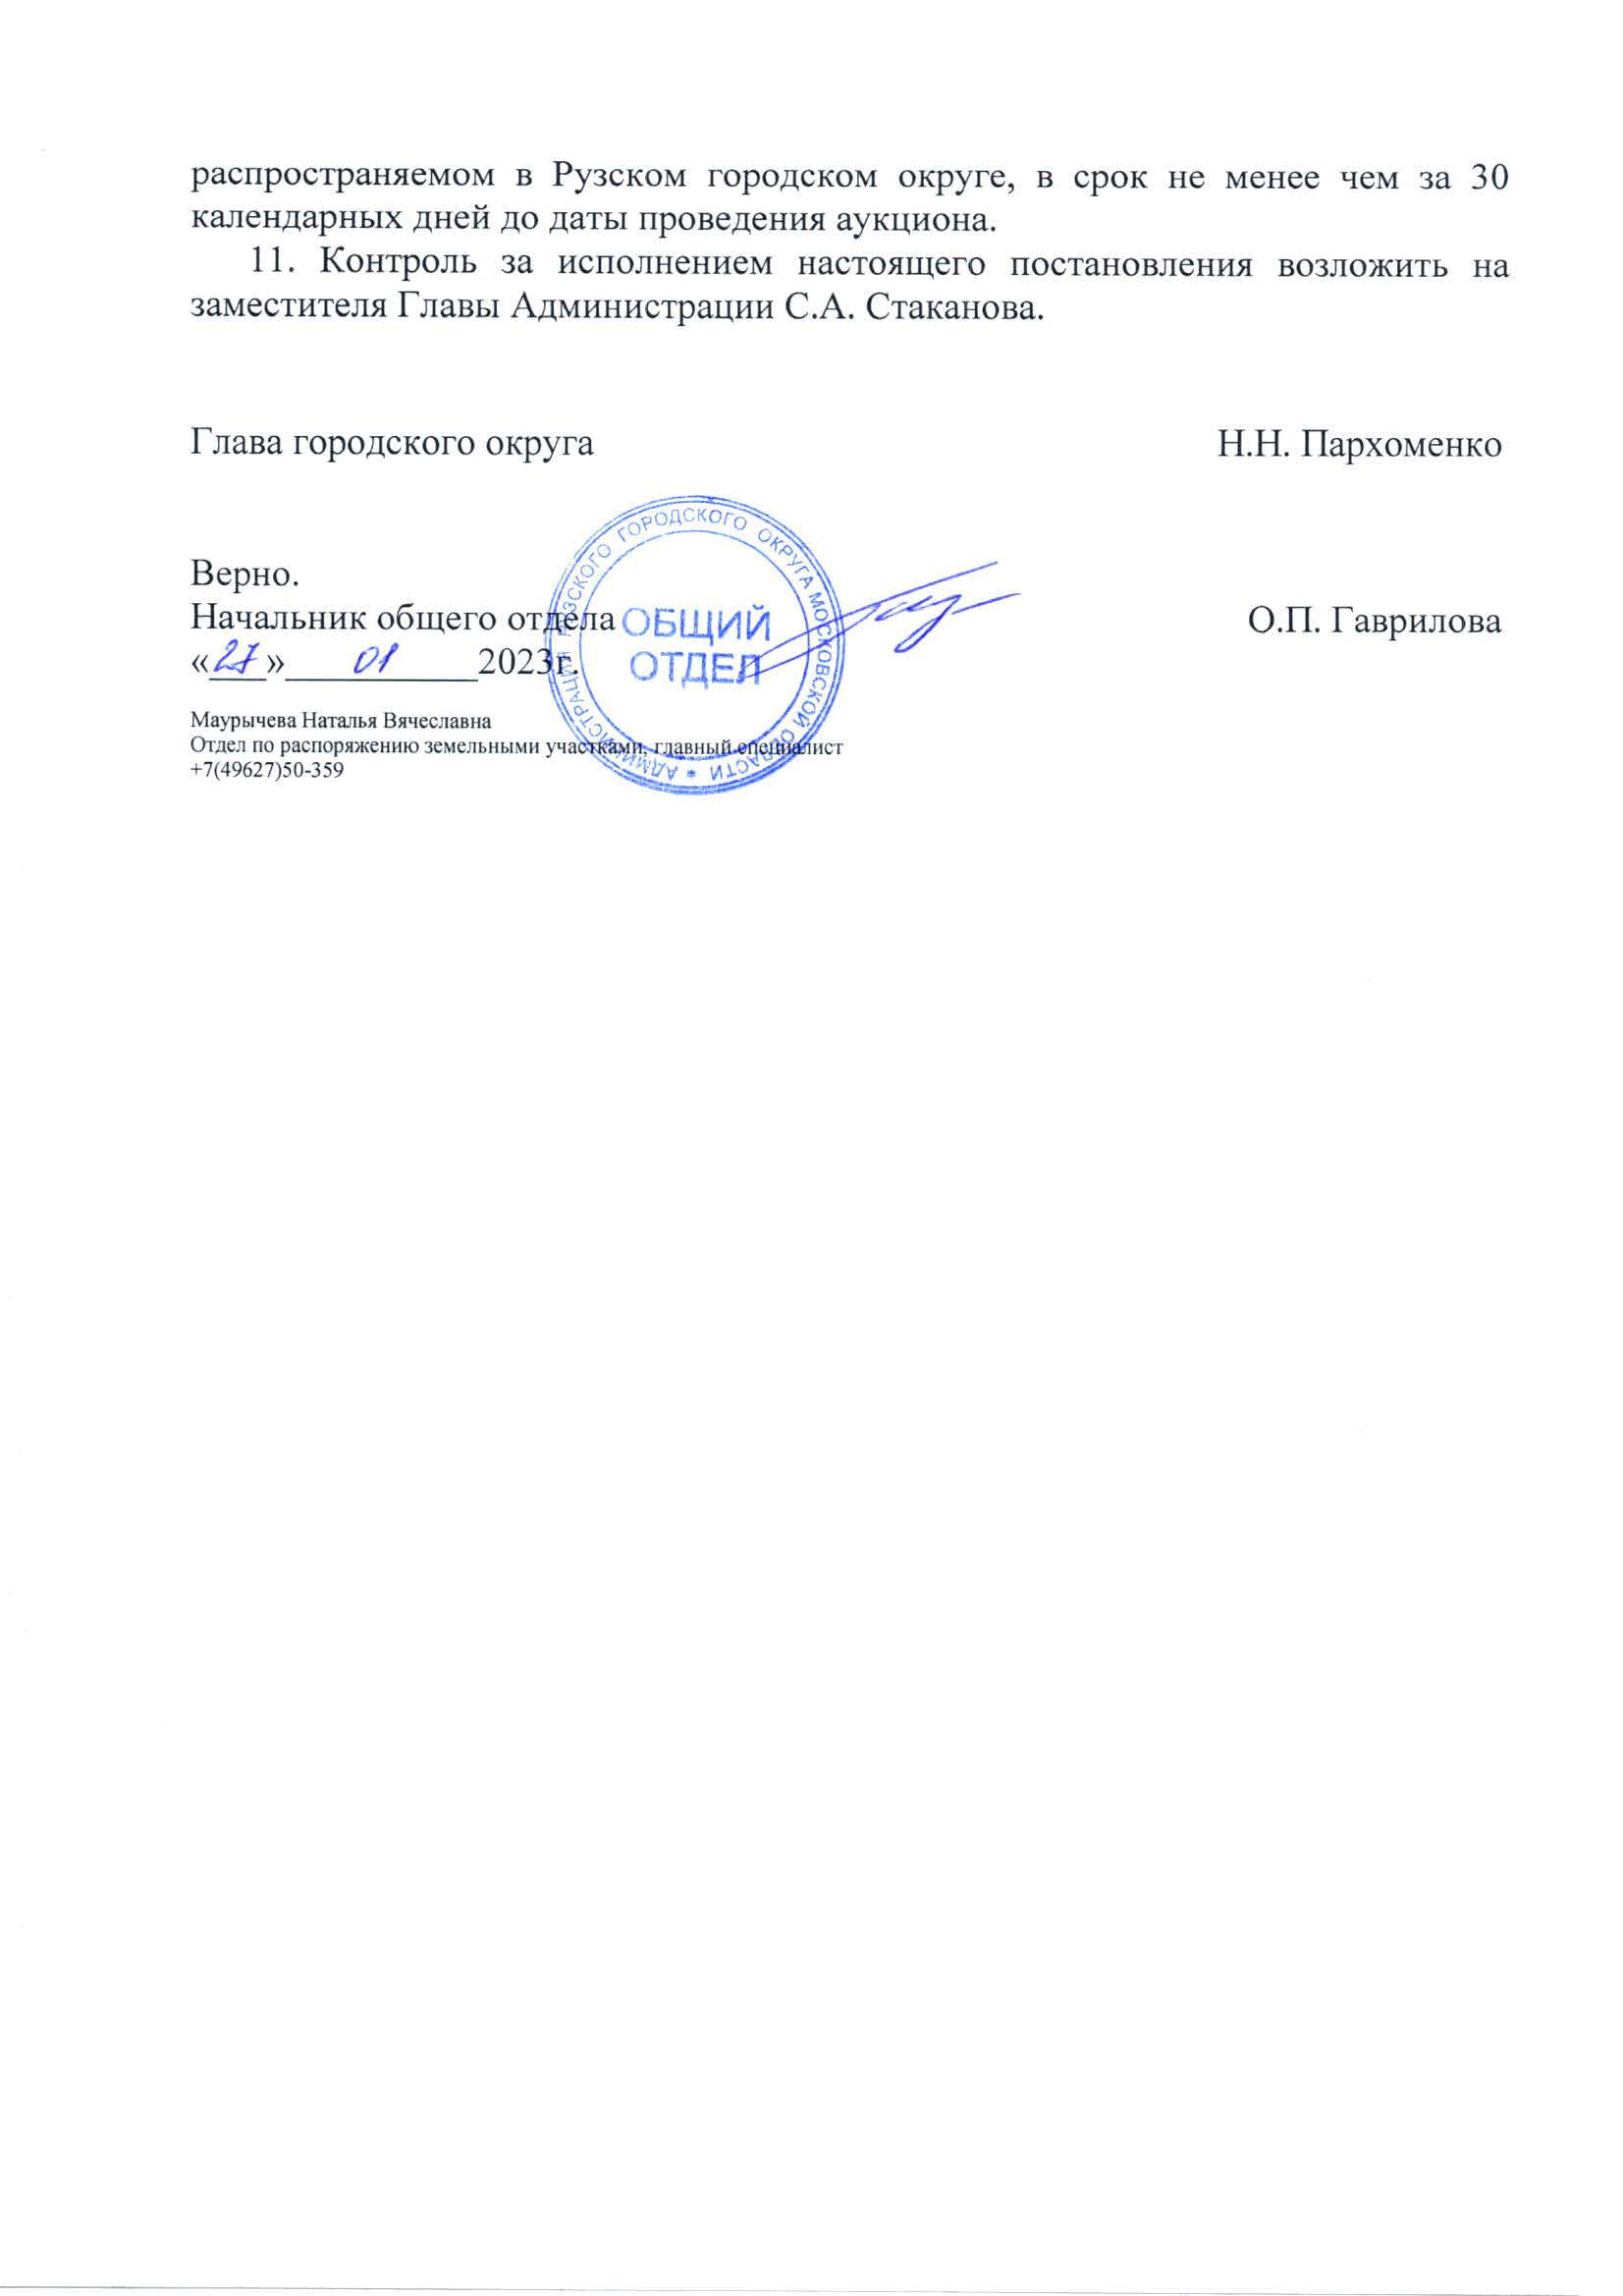 распространяемом в Рузском городском округе, в срок не менее чем за 30
календарных дней до даты проведения аукциона.
11. Контроль за исполнением настоящего постановления возложить на
заместителя Главы Администрации С.А. Стаканова.
Глава городского округа Н.Н. Пархоменко
Верно.
Начальник общего отдела О.П. Гаврилова
«27» 01 2023г.
АДМИНИСТРАЦИЯ РУЗСКОГО ГОРОДСКОГО ОКРУГА МОСКОВСКОЙ ОБЛАСТИ *
ОБЩИЙ
ОТДЕЛ
Маурычева Наталья Вячеславна
Отдел по распоряжению земельными участками, главный специалист
+7(49627)50-359